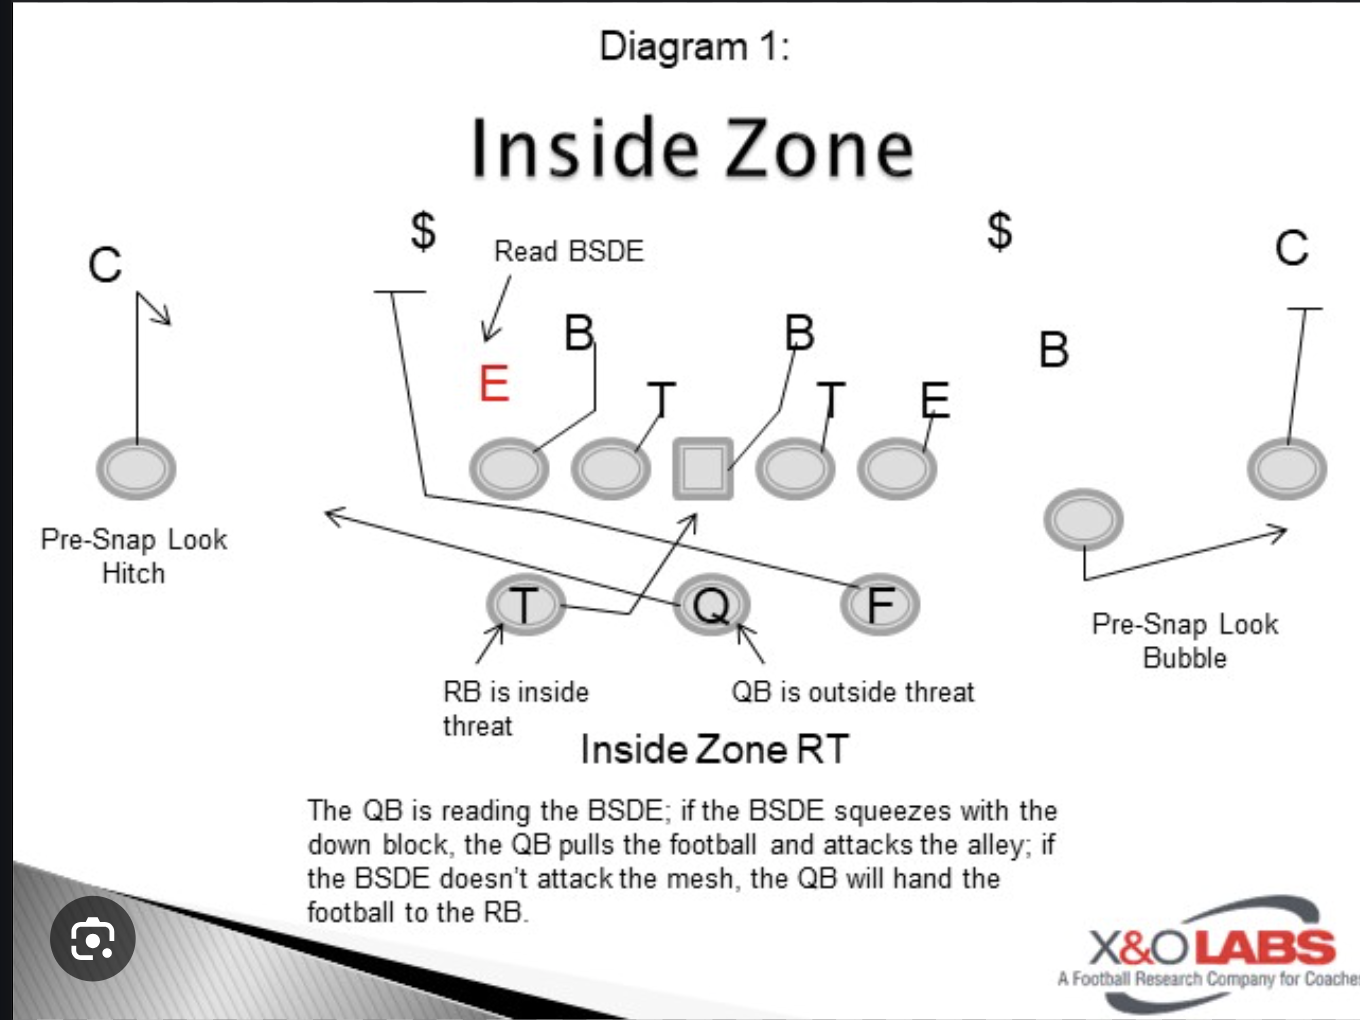 Diagram 1:
Inside Zone
$
$
C
Read BSDE
C
B
B
B
E
T
T
E
Pre-Snap Look
Hitch
T
Q
F
Pre-Snap Look
Bubble
RB is inside
threat
QB is outside threat
Inside Zone RT
The QB is reading the BSDE; if the BSDE squeezes with the
down block, the QB pulls the football and attacks the alley; if
the BSDE doesn't attack the mesh, the QB will hand the
football to the RB.
X&O LABS
A Football Research Company for Coache